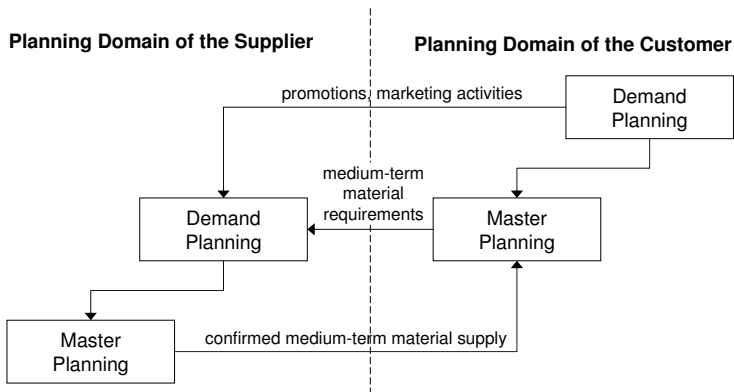 Planning Domain of the Supplier
Planning Domain of the Customer
promotions, marketing activities
Demand
Planning
medium-term
material
requirements
Demand
Planning
Master
Planning
Master
Planning
confirmed medium-term material supply